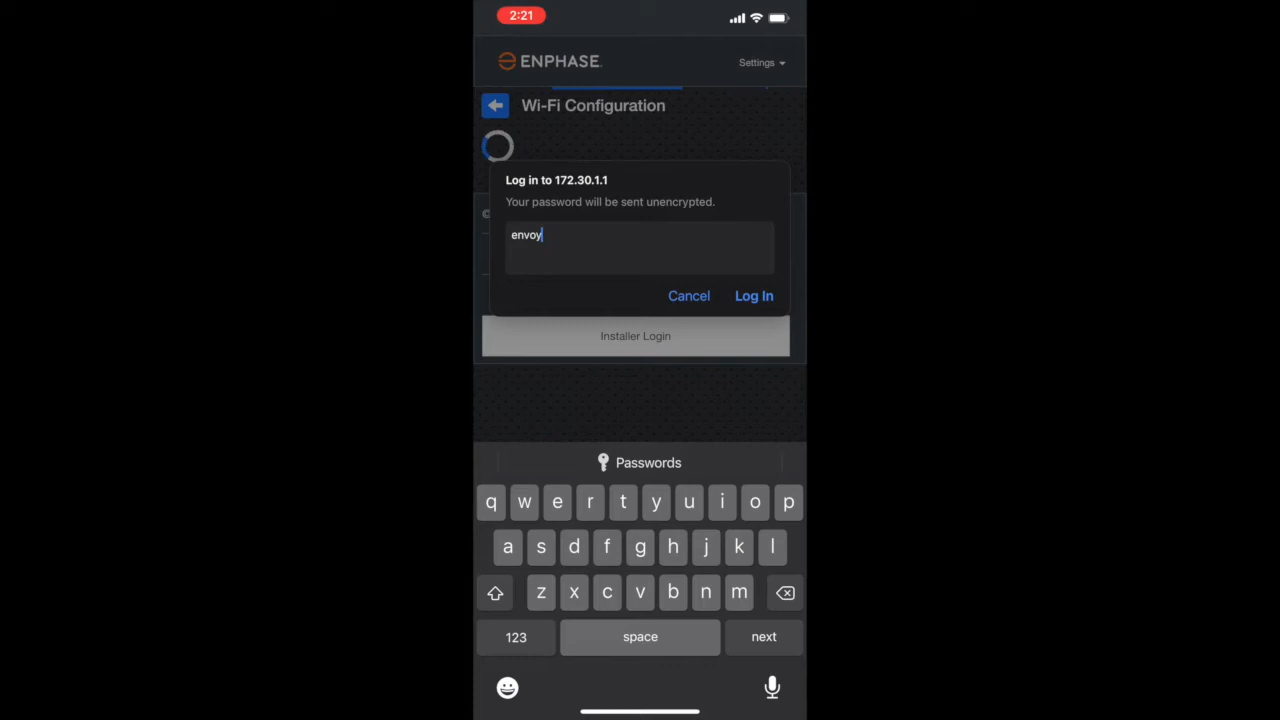 2:21
ENPHASE
Settings
Wi-Fi Configuration
Log in to 172.30.1.1
Your password will be sent unencrypted.
©
envoy
Cancel
Log In
Installer Login
Passwords
q w e r t y u i o p
a s d f g h j k l
z x c v b n m
123 space next